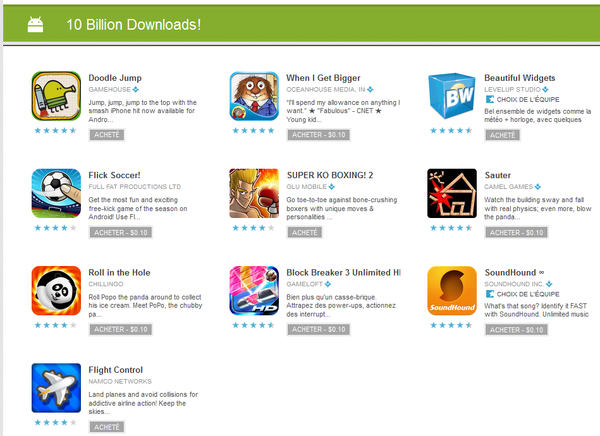 10 Billion Downloads!
Doodle Jump
GAMEHOUSE
Jump, jump, jump to the top with the
smash iPhone hit now available for
Andro...
ACHETÉ
When I Get Bigger
OCEANHOUSE MEDIA, IN
"I'll spend my allowance on anything I
want." ★ "Fabulous" - CNET ★
Young kid...
ACHETER - $0.10
BW
Beautiful Widgets
LEVELUP STUDIO
CHOIX DE L'ÉQUIPE
Bel ensemble de widgets comme la
météo + horloge, avec quelques
ACHETÉ
Flick Soccer!
FULL FAT PRODUCTIONS LTD
Get the most fun and exciting
free-kick game of the season on
Android! Use Fl...
ACHETER - $0.10
SUPER KO BOXING! 2
GLU MOBILE
Go toe-to-toe against bone-crushing
boxers with unique moves &
personalities ...
ACHETÉ
Sauter
CAMEL GAMES
Watch the building sway and fall
with real physics; even more, blow
the panda...
ACHETER - $0.10
Roll in the Hole
CHILLINGO
Roll Popo the panda around to collect
his ice cream. Meet PoPo, the chubby
pa...
ACHETER - $0.10
HD
Block Breaker 3 Unlimited HI
GAMELOFT
Bien plus qu'un casse-brique.
Attrapez des power-ups, actionnez
des interrupt...
ACHETER - $0.10
SoundHound
SoundHound ∞
SOUNDHOUND INC.
CHOIX DE L'ÉQUIPE
What's that song? Identify it FAST
with SoundHound. Unlimited music
ACHETER - $0.10
Flight Control
NAMCO NETWORKS
Land planes and avoid collisions for
addictive airline action! Keep the
skies...
ACHETÉ